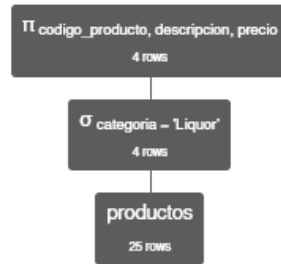 π codigo_producto, descripcion, precio
4 rows
σ categoria = 'Liquor'
4 rows
productos
25 rows